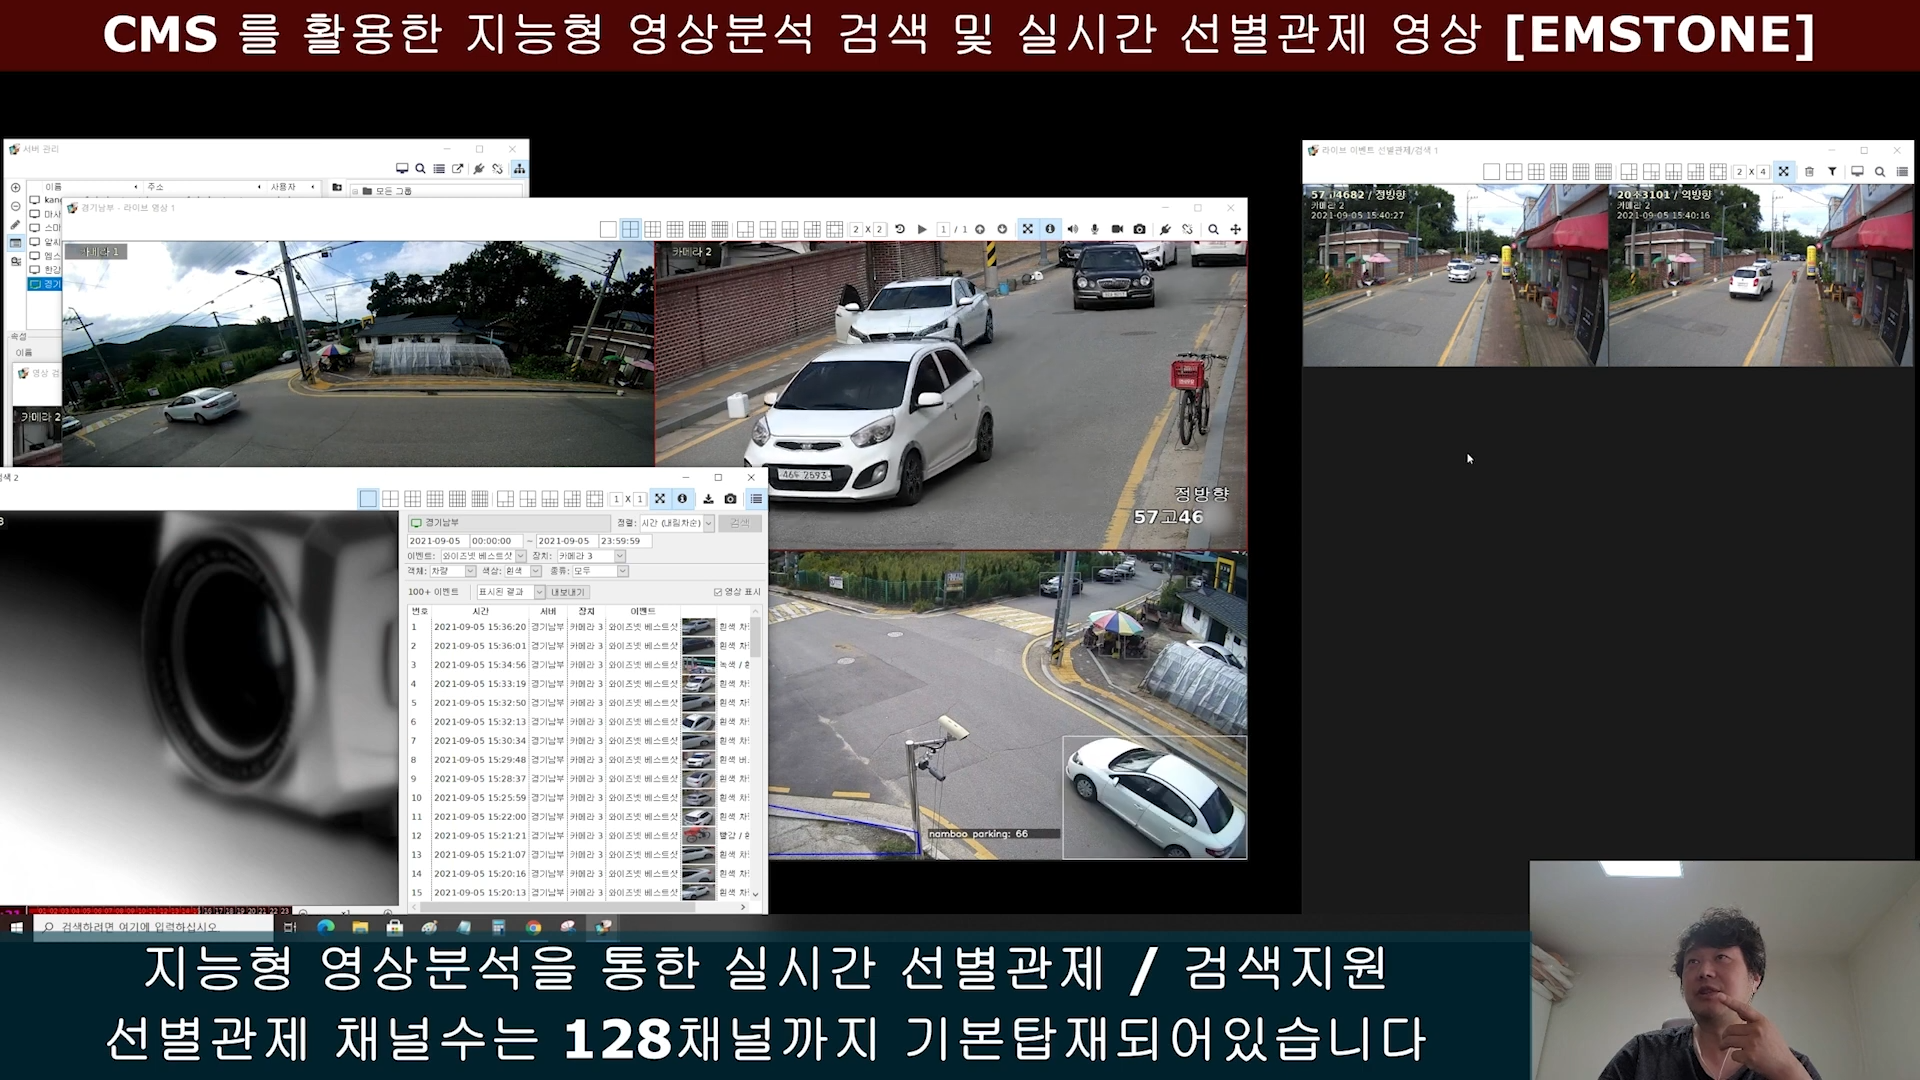 CMS 를 활용한 지능형 영상분석 검색 및 실시간 선별관제 영상 [EMSTONE]
서버 관리
이름 주소 사용자
모든 그룹
경기
속성
이름
카메라 2
경기남부 - 라이브 영상 1
2 X 2
1 / 1
카메라 1
카메라 2
46두 2593
정방향
57고46
namboo parking: 66
라이브 이벤트 선별관제/검색 1
2 X 4
57고4682 / 정방향
카메라 2
2021-09-05 15:40:27
20소3101 / 역방향
카메라 2
2021-09-05 15:40:16
검색 2
1 X 1
경기남부 정렬: 시간 (내림차순) 검색
2021-09-05 00:00:00 ~ 2021-09-05 23:59:59
이벤트: 와이즈넷 베스트샷 장치: 카메라 3
객체: 차량 색상: 흰색 종류: 모두
100+ 이벤트 표시된 결과 내보내기 영상 표시
번호 시간 서버 장치 이벤트
1 2021-09-05 15:36:20 경기남부 카메라 3 와이즈넷 베스트샷 흰색 차
2 2021-09-05 15:36:01 경기남부 카메라 3 와이즈넷 베스트샷 흰색 차
3 2021-09-05 15:34:56 경기남부 카메라 3 와이즈넷 베스트샷 녹색 /
4 2021-09-05 15:33:19 경기남부 카메라 3 와이즈넷 베스트샷 흰색 차
5 2021-09-05 15:32:50 경기남부 카메라 3 와이즈넷 베스트샷 흰색 차
6 2021-09-05 15:32:13 경기남부 카메라 3 와이즈넷 베스트샷 흰색 차
7 2021-09-05 15:30:34 경기남부 카메라 3 와이즈넷 베스트샷 흰색 차
8 2021-09-05 15:29:48 경기남부 카메라 3 와이즈넷 베스트샷 흰색 버
9 2021-09-05 15:28:37 경기남부 카메라 3 와이즈넷 베스트샷 흰색 차
10 2021-09-05 15:25:59 경기남부 카메라 3 와이즈넷 베스트샷 흰색 차
11 2021-09-05 15:22:00 경기남부 카메라 3 와이즈넷 베스트샷 흰색 차
12 2021-09-05 15:21:21 경기남부 카메라 3 와이즈넷 베스트샷 빨강 /
13 2021-09-05 15:21:07 경기남부 카메라 3 와이즈넷 베스트샷 흰색 차
14 2021-09-05 15:20:16 경기남부 카메라 3 와이즈넷 베스트샷 흰색 차
15 2021-09-05 15:20:13 경기남부 카메라 3 와이즈넷 베스트샷 흰색 차
검색하려면 여기에 입력하십시오.
지능형 영상분석을 통한 실시간 선별관제 / 검색지원
선별관제 채널수는 128채널까지 기본탑재되어있습니다